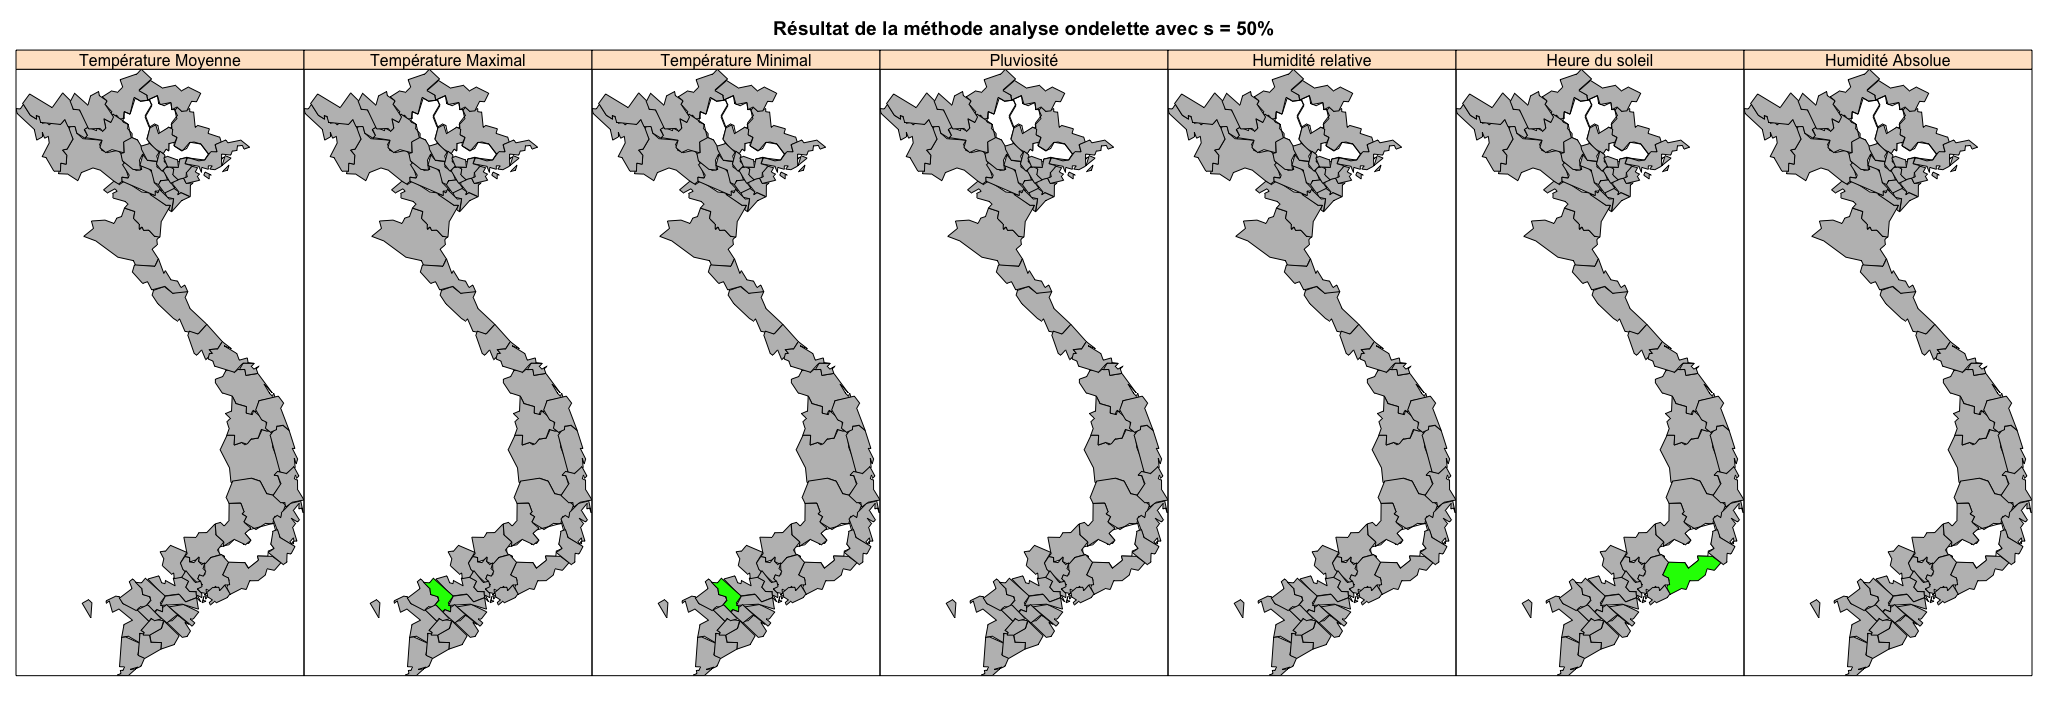 Résultat de la méthode analyse ondelette avec s = 50%
Température Moyenne
Température Maximal
Température Minimal
Pluviosité
Humidité relative
Heure du soleil
Humidité Absolue